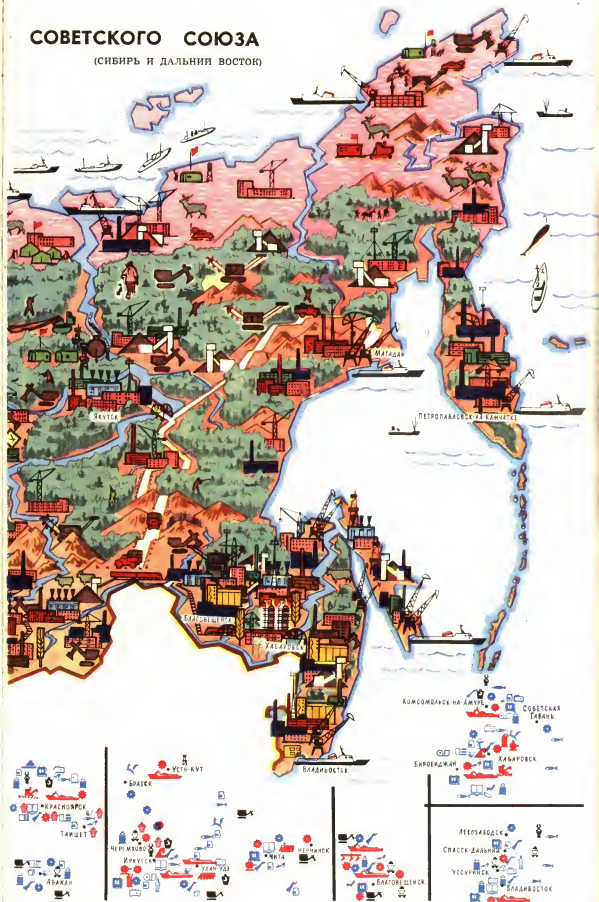 СОВЕТСКОГО СОЮЗА
(СИБИРЬ И ДАЛЬНИЙ ВОСТОК)
МАГАДАН
ЯКУТСК
ПЕТРОПАВЛОВСК-НА-КАМЧАТКЕ
БЛАГОВЕЩЕНСК
ХАБАРОВСК
ВЛАДИВОСТОК
КОМСОМОЛЬСК-НА-АМУРЕ
СОВЕТСКАЯ
ГАВАНЬ
БИРОБИДЖАН
ХАБАРОВСК
УСТЬ-КУТ
БРАТСК
КРАСНОЯРСК
ТАЙШЕТ
ЧЕРЕМХОВО
ИРКУТСК
УЛАН-УДЭ
ЧИТА
НЕРЧИНСК
АБАКАН
БЛАГОВЕЩЕНСК
ЛЕСОЗАВОДСК
СПАССК-ДАЛЬНИЙ
УССУРИЙСК
ВЛАДИВОСТОК